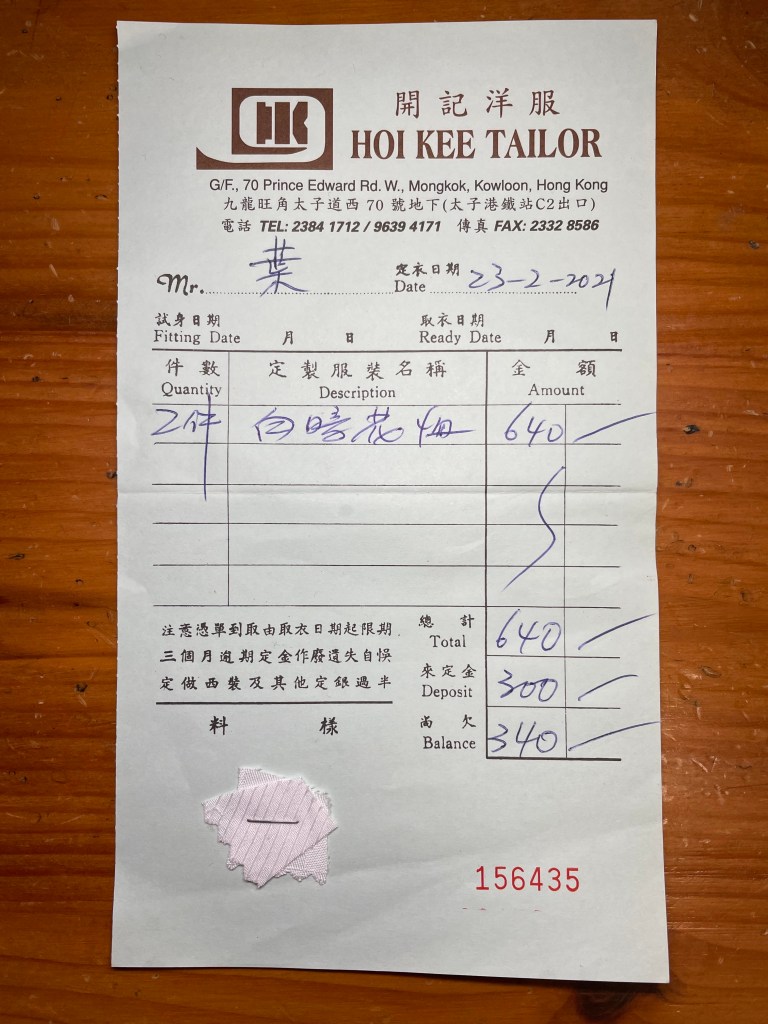 HK
開記洋服
HOI KEE TAILOR
G/F., 70 Prince Edward Rd. W., Mongkok, Kowloon, Hong Kong
九龍旺角太子道西 70 號地下(太子港鐵站C2出口)
電話 TEL: 2384 1712 / 9639 4171 傳真 FAX: 2332 8586
Mr. 葉 定衣日期 Date 23-2-2021
試身日期 取衣日期
Fitting Date 月 日 Ready Date 月 日
件數 定製服裝名稱 金額
Quantity Description Amount
2件 白暗花恤 640
注意憑單到取由取衣日期起限期
三個月逾期定金作廢遺失自悞
定做西裝及其他定銀過半
總計
Total 640
來定金
Deposit 300
尚欠
Balance 340
料樣
156435